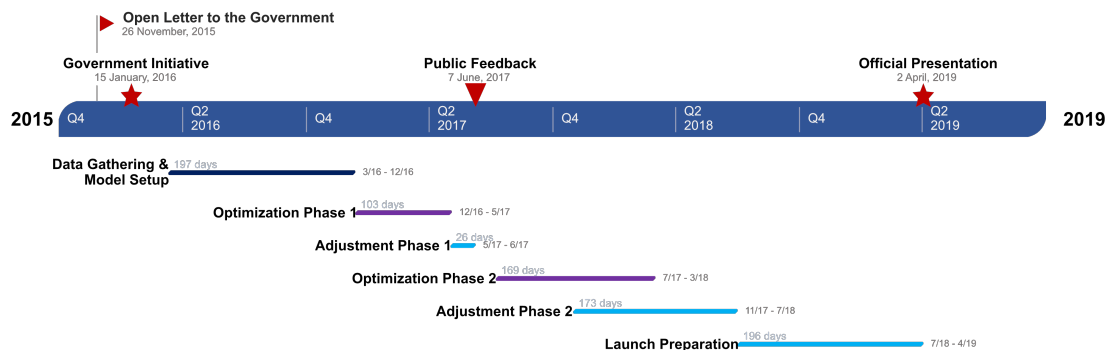 Open Letter to the Government
26 November, 2015
Government Initiative
15 January, 2016
Public Feedback
7 June, 2017
Official Presentation
2 April, 2019
2015
Q4
Q2
2016
Q4
Q2
2017
Q4
Q2
2018
Q4
Q2
2019
2019
Data Gathering &
Model Setup
197 days
3/16 - 12/16
Optimization Phase 1
103 days
12/16 - 5/17
Adjustment Phase 1
26 days
5/17 - 6/17
Optimization Phase 2
169 days
7/17 - 3/18
Adjustment Phase 2
173 days
11/17 - 7/18
Launch Preparation
196 days
7/18 - 4/19